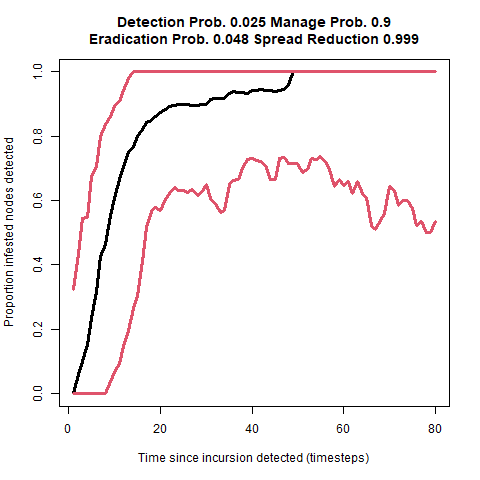 Detection Prob. 0.025 Manage Prob. 0.9
Eradication Prob. 0.048 Spread Reduction 0.999
Proportion infested nodes detected
1.0
0.8
0.6
0.4
0.2
0.0
0 20 40 60 80
Time since incursion detected (timesteps)